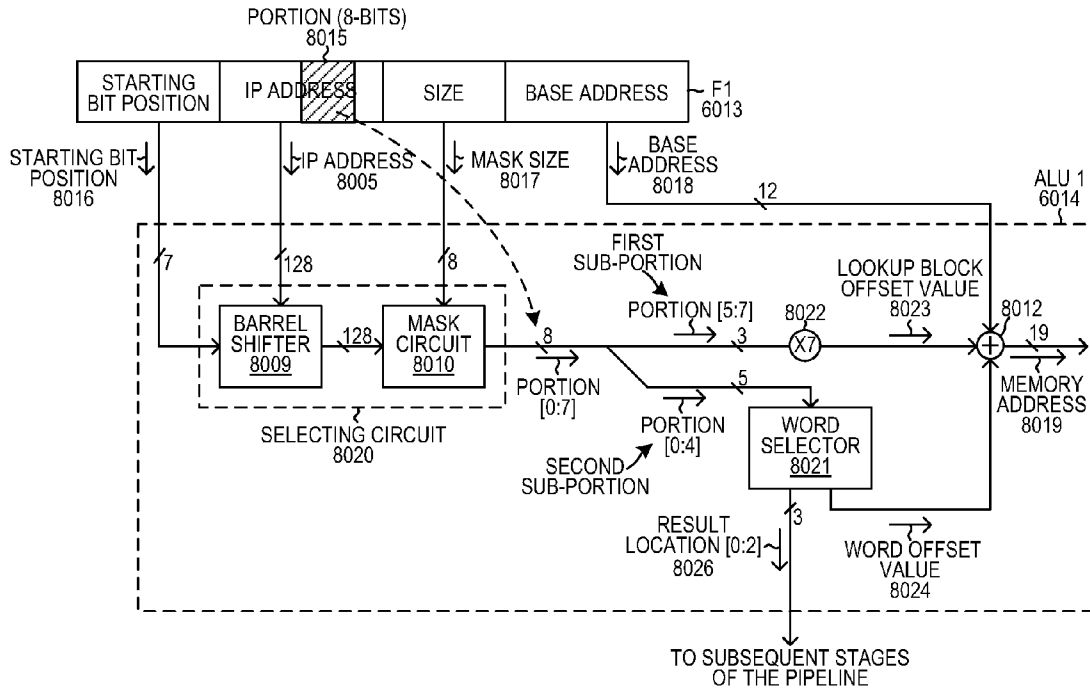 PORTION (8-BITS)
8015
STARTING
BIT POSITION
IP ADDRESS
SIZE
BASE ADDRESS
F1
6013
STARTING BIT
POSITION
8016
IP ADDRESS
8005
MASK SIZE
8017
BASE
ADDRESS
8018
12
ALU 1
6014
7
128
8
FIRST
SUB-PORTION
PORTION [5:7]
8022
LOOKUP BLOCK
OFFSET VALUE
8023
8012
BARREL
SHIFTER
8009
128
MASK
CIRCUIT
8010
8
PORTION
[0:7]
3
X7
+
19
MEMORY
ADDRESS
8019
SELECTING CIRCUIT
8020
5
PORTION
[0:4]
SECOND
SUB-PORTION
WORD
SELECTOR
8021
3
RESULT
LOCATION [0:2]
8026
WORD OFFSET
VALUE
8024
TO SUBSEQUENT STAGES
OF THE PIPELINE